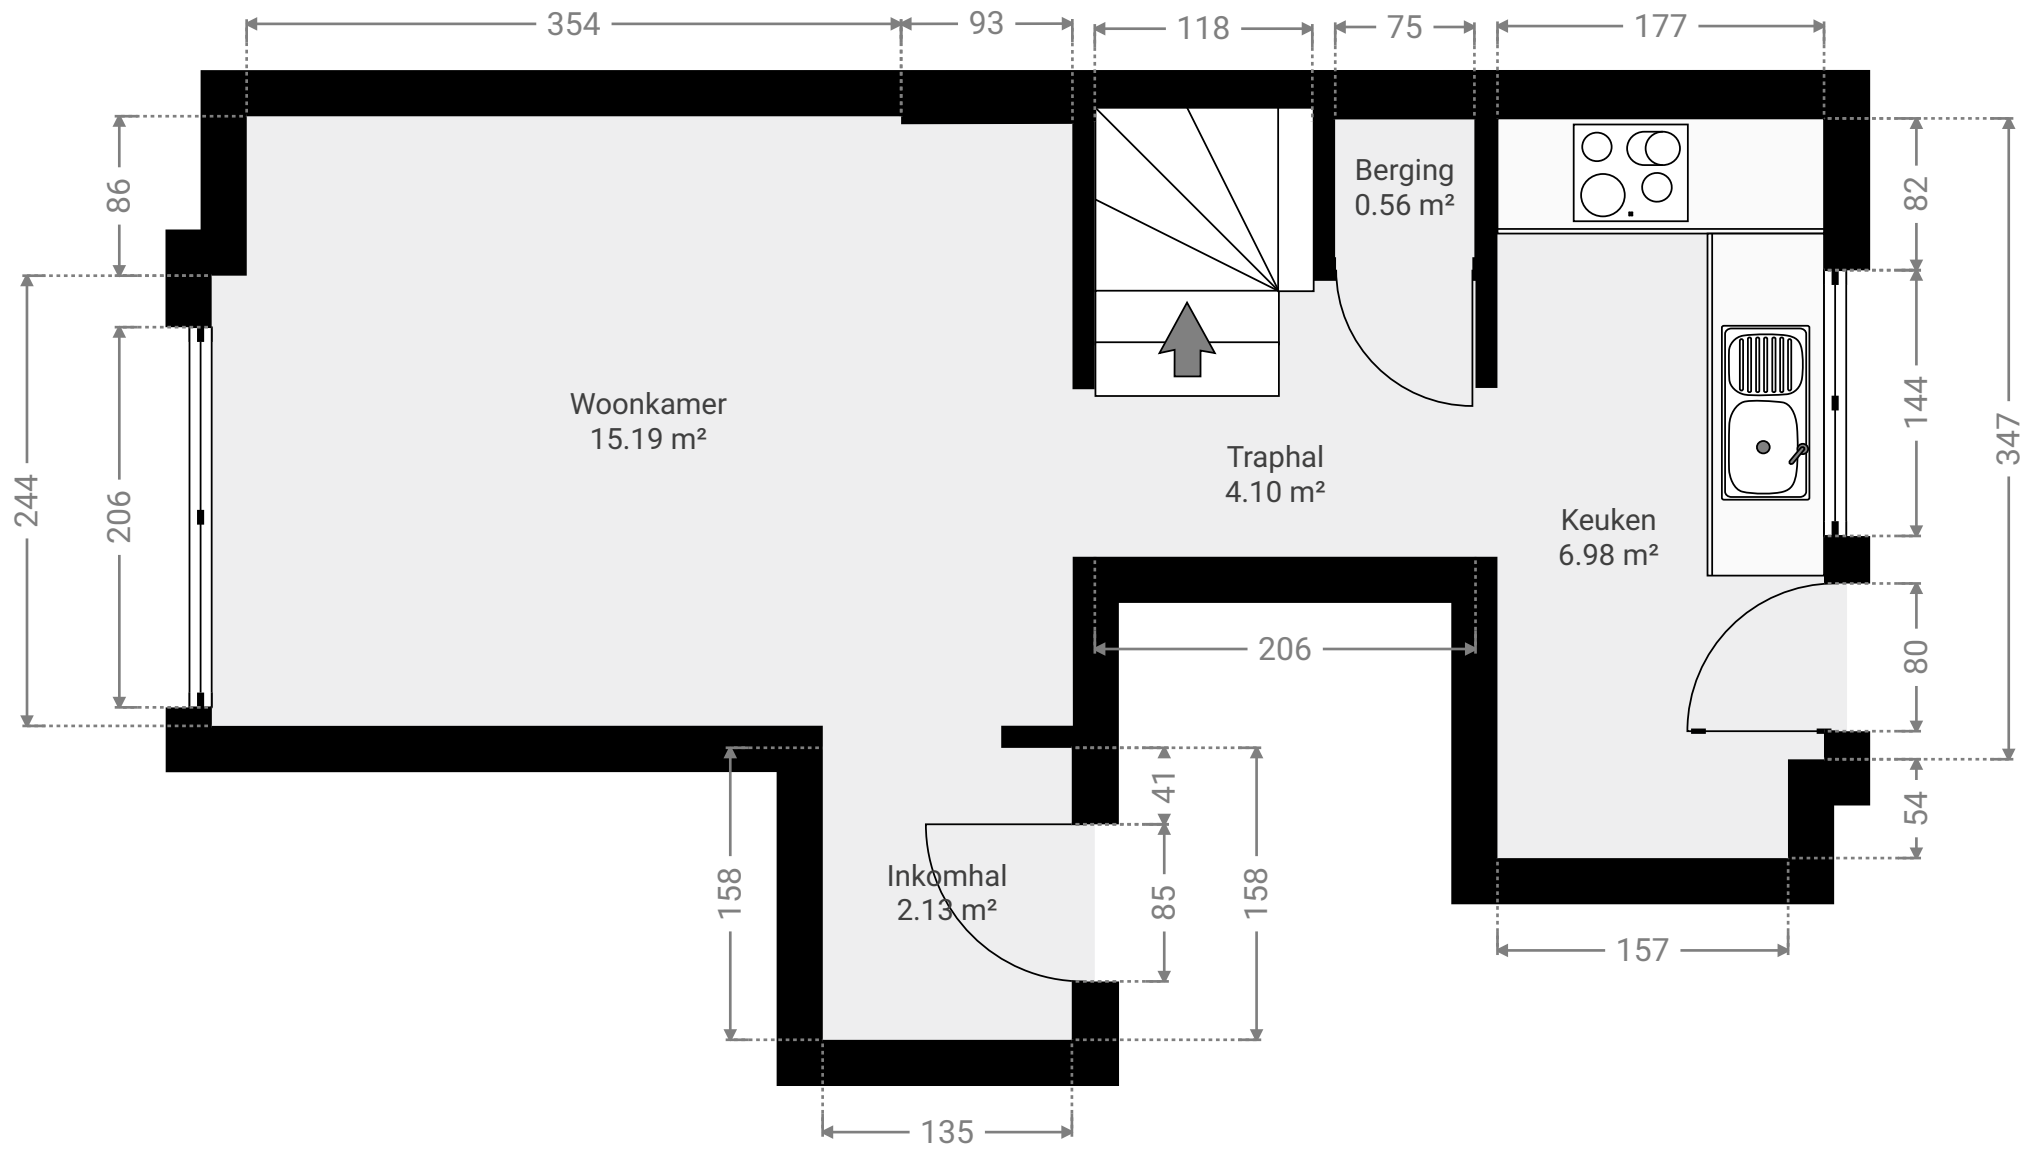 354
93
118
75
177
86
82
Berging
0.56 m²
Woonkamer
15.19 m²
144
347
Traphal
4.10 m²
244
206
Keuken
6.98 m²
206
80
41
54
158
Inkomhal
2.13 m²
85
158
157
135